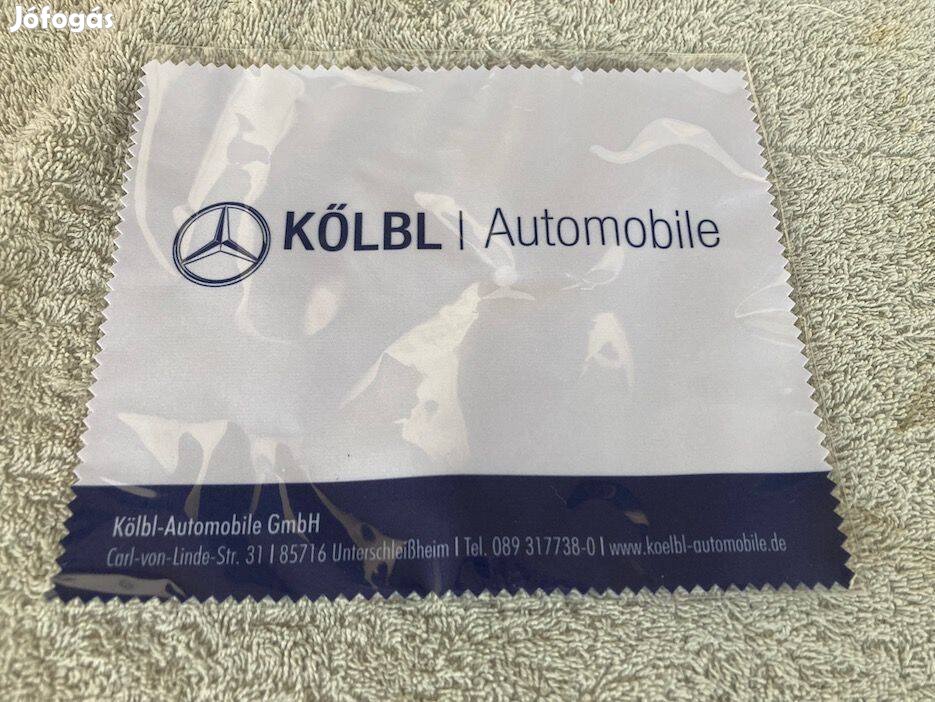 Jófogás
KŐLBL | Automobile
Kölbl-Automobile GmbH
Carl-von-Linde-Str. 31 | 85716 Unterschleißheim | Tel. 089 317738-0 | www.koelbl-automobile.de